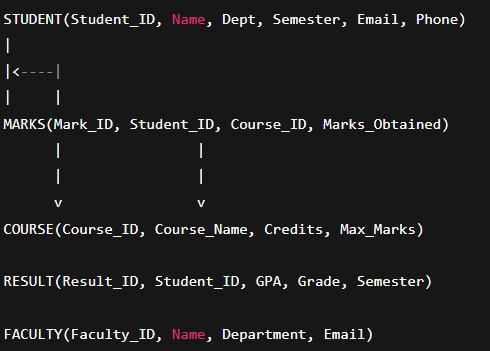 STUDENT(Student_ID, Name, Dept, Semester, Email, Phone)
|
|<----|
|     |
MARKS(Mark_ID, Student_ID, Course_ID, Marks_Obtained)
      |                 |
      |                 |
      v                 v
COURSE(Course_ID, Course_Name, Credits, Max_Marks)
RESULT(Result_ID, Student_ID, GPA, Grade, Semester)
FACULTY(Faculty_ID, Name, Department, Email)